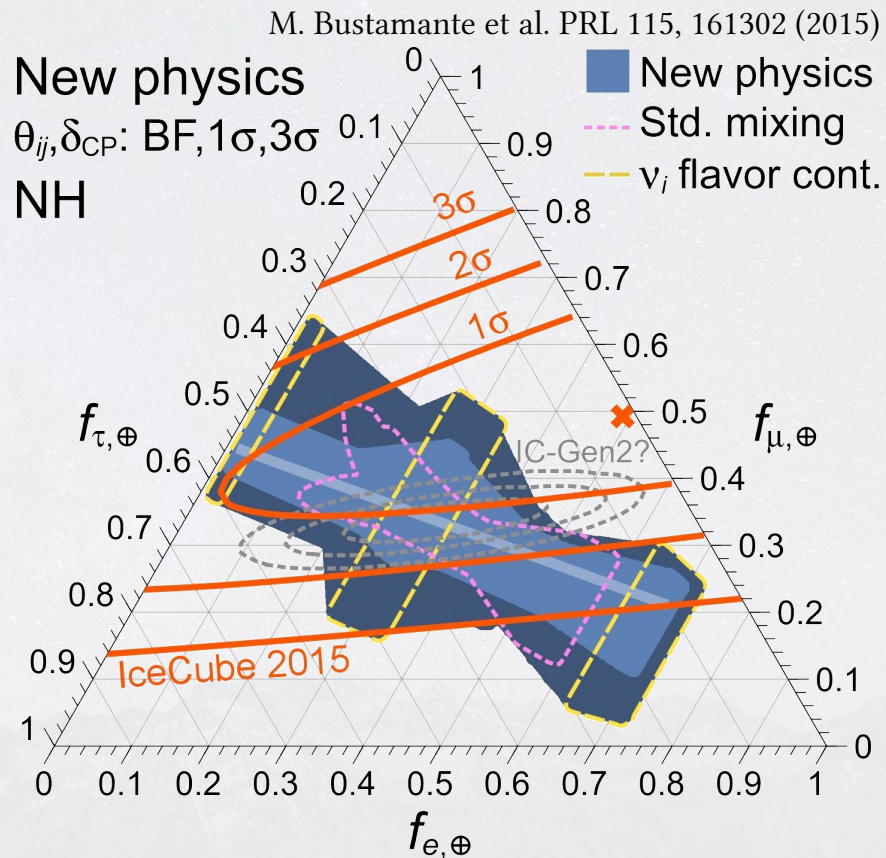 M. Bustamante et al. PRL 115, 161302 (2015)
New physics
θij,δCP: BF,1σ,3σ
NH
New physics
Std. mixing
νi flavor cont.
0
0.1
0.2
0.3
0.4
0.5
0.6
0.7
0.8
0.9
1
fτ,⊕
1
0.9
0.8
0.7
0.6
0.5
0.4
0.3
0.2
0.1
0
fμ,⊕
3σ
2σ
1σ
IC-Gen2?
IceCube 2015
0 0.1 0.2 0.3 0.4 0.5 0.6 0.7 0.8 0.9 1
fe,⊕